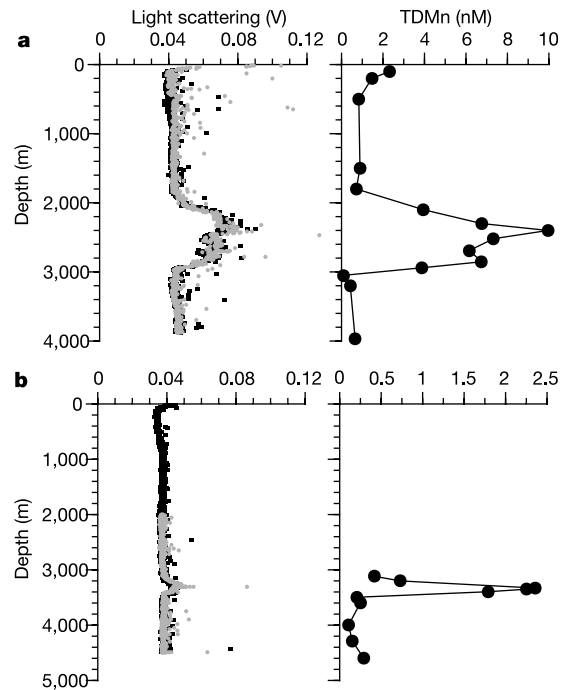 Light scattering (V)
TDMn (nM)
a
0 0.04 0.08 0.12
0 2 4 6 8 10
Depth (m)
0
1,000
2,000
3,000
4,000
b
0 0.04 0.08 0.12
0 0.5 1 1.5 2 2.5
Depth (m)
0
1,000
2,000
3,000
4,000
5,000